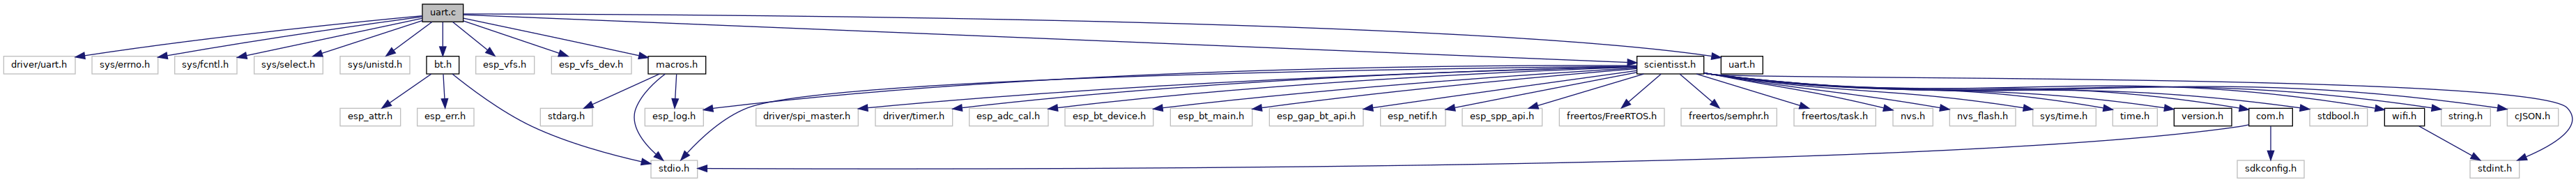 uart.c
driver/uart.h
sys/errno.h
sys/fcntl.h
sys/select.h
sys/unistd.h
bt.h
esp_vfs.h
esp_vfs_dev.h
macros.h
scientisst.h
uart.h
esp_attr.h
esp_err.h
stdarg.h
esp_log.h
driver/spi_master.h
driver/timer.h
esp_adc_cal.h
esp_bt_device.h
esp_bt_main.h
esp_gap_bt_api.h
esp_netif.h
esp_spp_api.h
freertos/FreeRTOS.h
freertos/semphr.h
freertos/task.h
nvs.h
nvs_flash.h
sys/time.h
time.h
version.h
com.h
stdbool.h
wifi.h
string.h
cJSON.h
stdio.h
sdkconfig.h
stdint.h